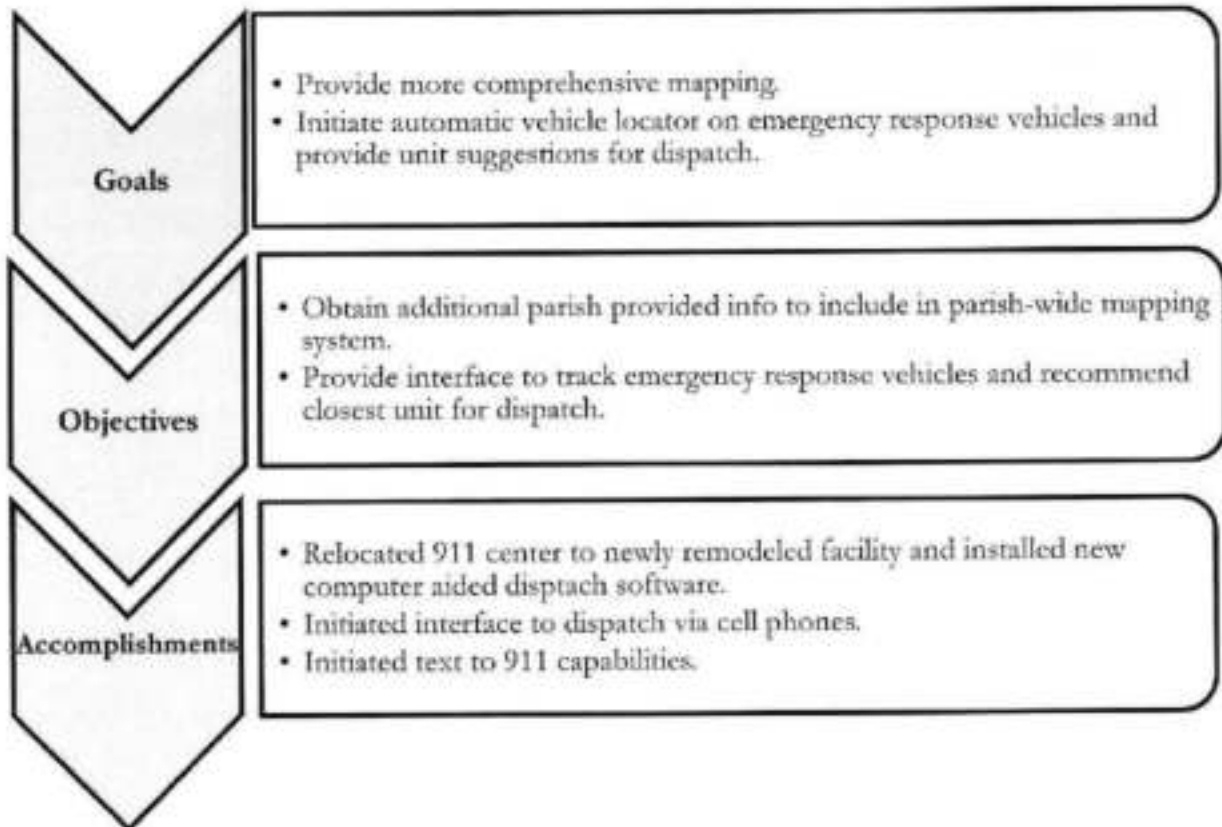 Goals
• Provide more comprehensive mapping.
• Initiate automatic vehicle locator on emergency response vehicles and
provide unit suggestions for dispatch.
Objectives
• Obtain additional parish provided info to include in parish-wide mapping
system.
• Provide interface to track emergency response vehicles and recommend
closest unit for dispatch.
Accomplishments
• Relocated 911 center to newly remodeled facility and installed new
computer aided disptach software.
• Initiated interface to dispatch via cell phones.
• Initiated text to 911 capabilities.